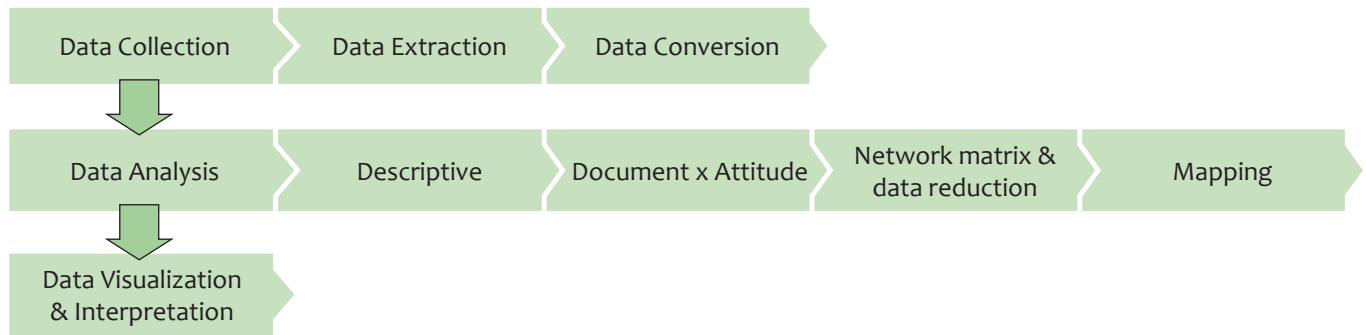 Data Collection
Data Extraction
Data Conversion
Data Analysis
Descriptive
Document x Attitude
Network matrix &
data reduction
Mapping
Data Visualization
& Interpretation